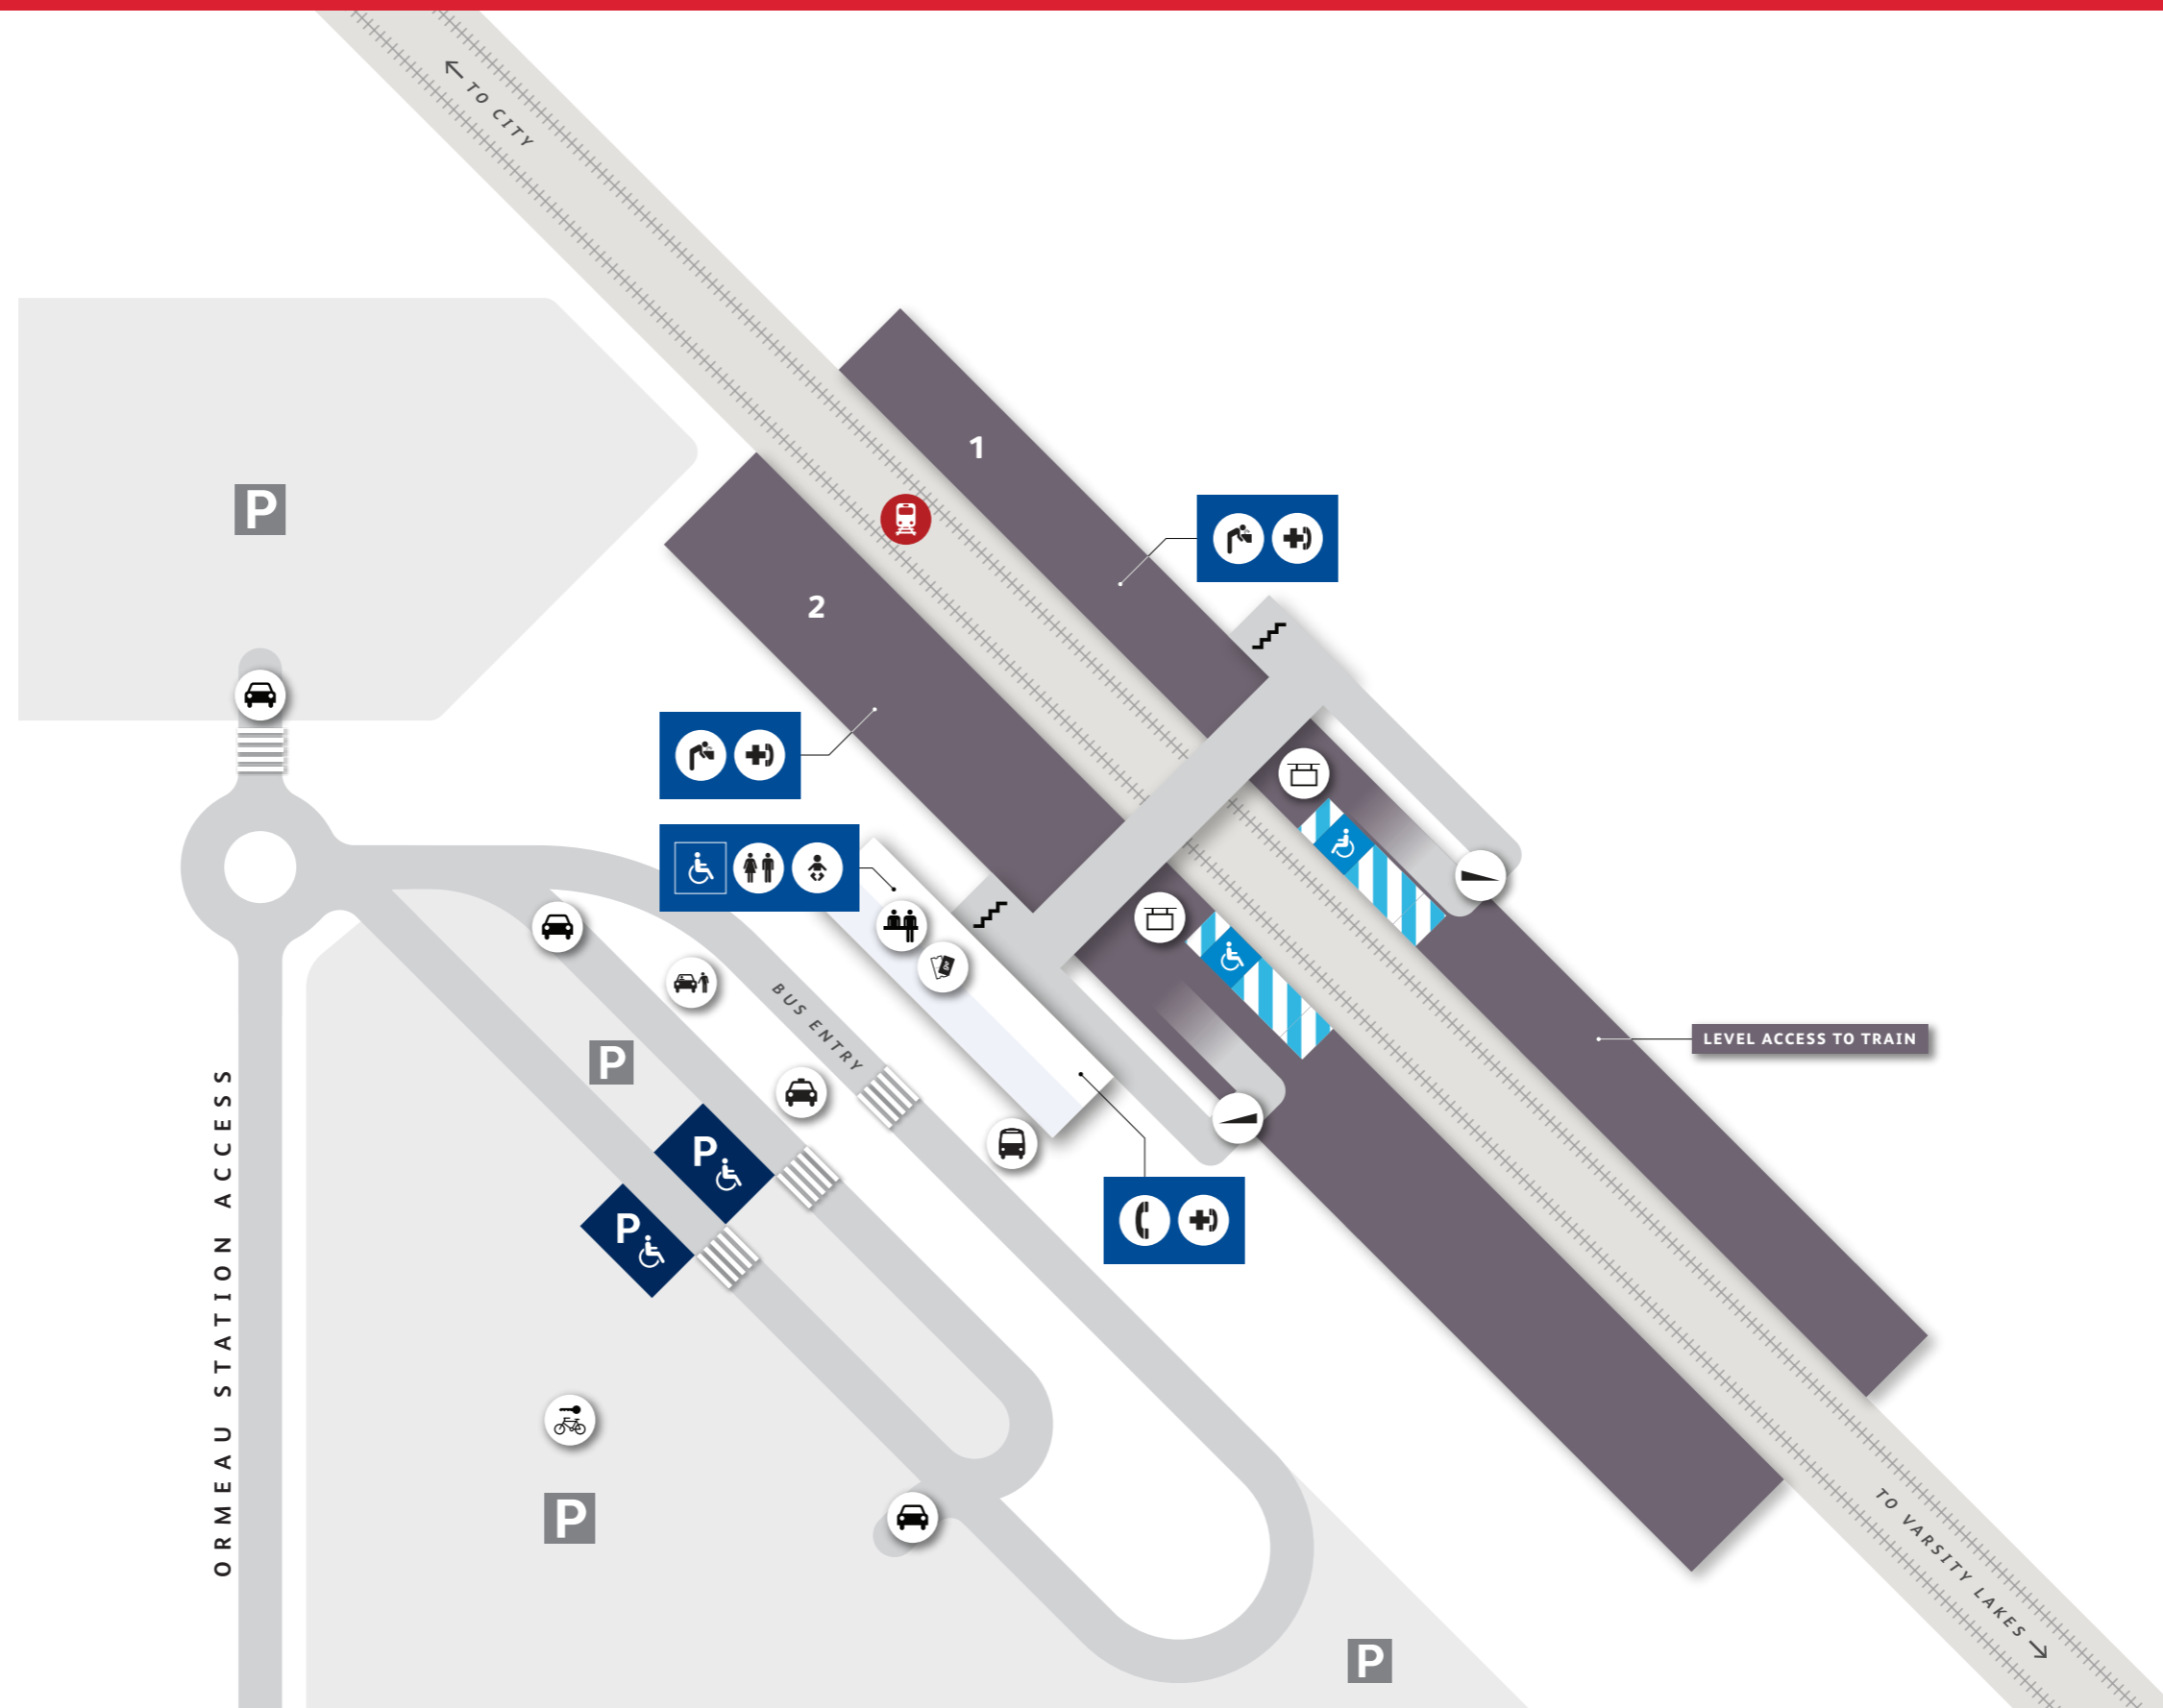 ← TO CITY
1
P
2
BUS ENTRY
LEVEL ACCESS TO TRAIN
P
P
P
ORMEAU STATION ACCESS
P
TO VARSITY LAKES →
P